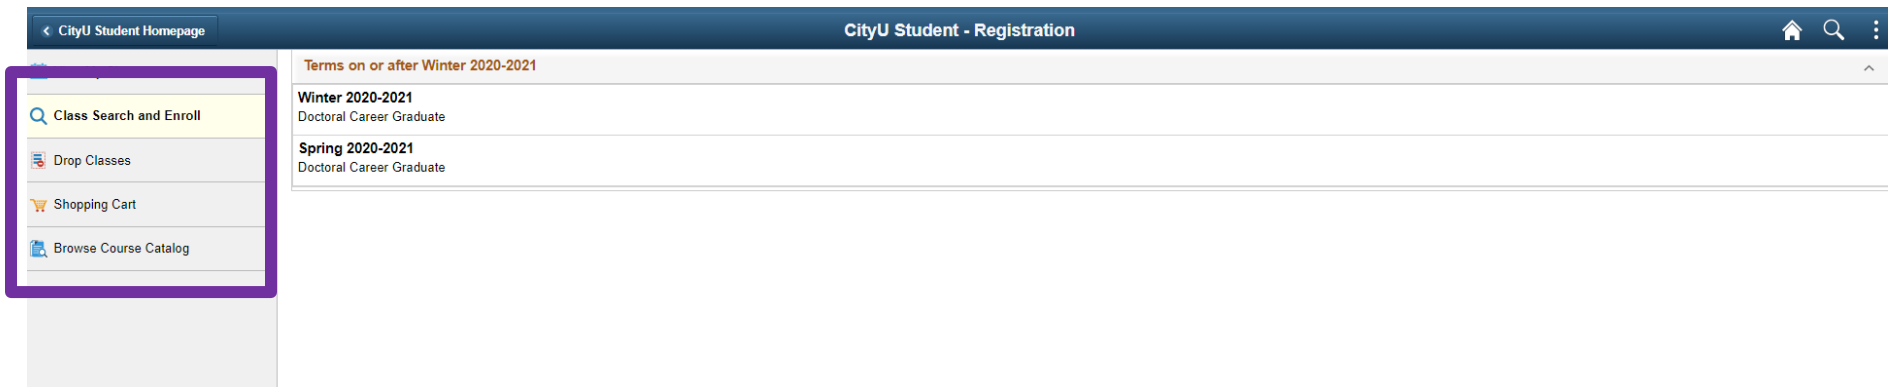 CityU Student Homepage
CityU Student - Registration
Terms on or after Winter 2020-2021
Winter 2020-2021
Doctoral Career Graduate
Class Search and Enroll
Spring 2020-2021
Drop Classes
Doctoral Career Graduate
Shopping Cart
Browse Course Catalog